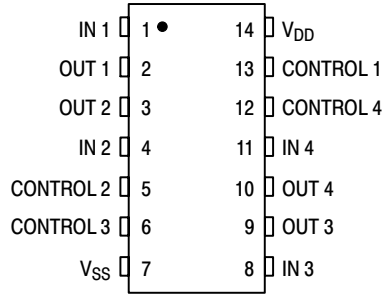 IN 1 1 14 VDD
OUT 1 2 13 CONTROL 1
OUT 2 3 12 CONTROL 4
IN 2 4 11 IN 4
CONTROL 2 5 10 OUT 4
CONTROL 3 6 9 OUT 3
VSS 7 8 IN 3